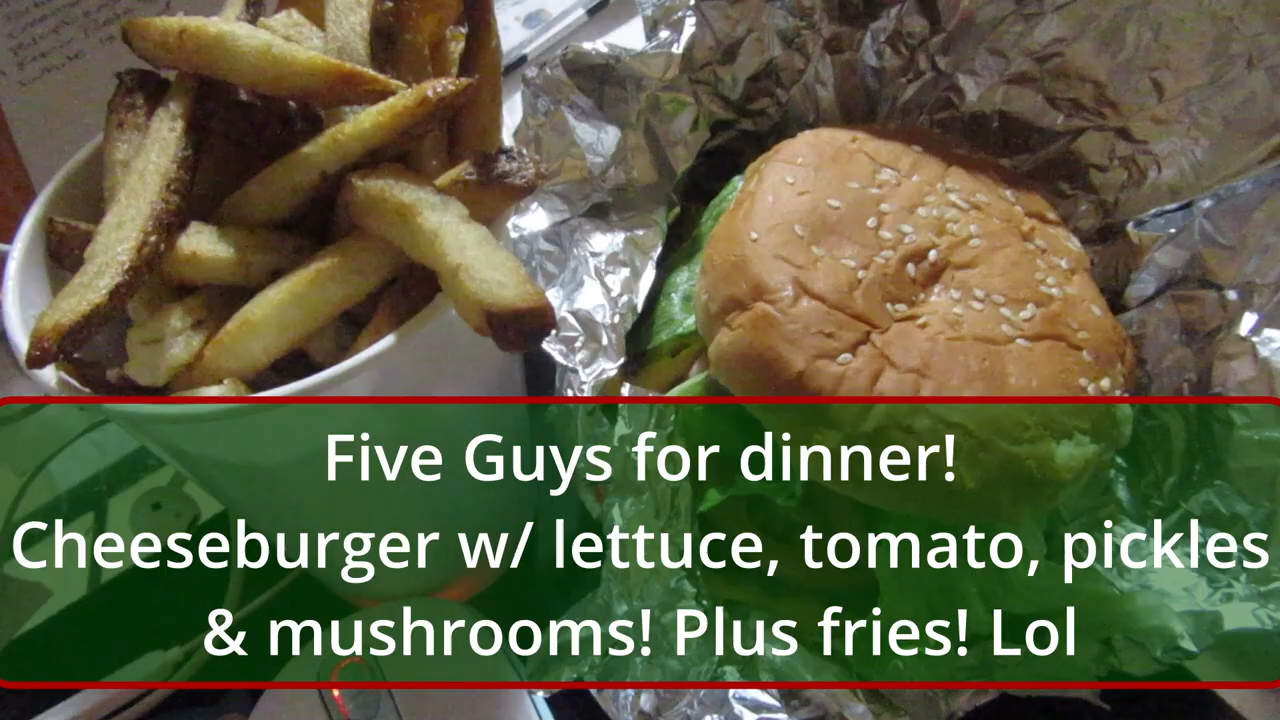 Five Guys for dinner!
Cheeseburger w/ lettuce, tomato, pickles
& mushrooms! Plus fries! Lol